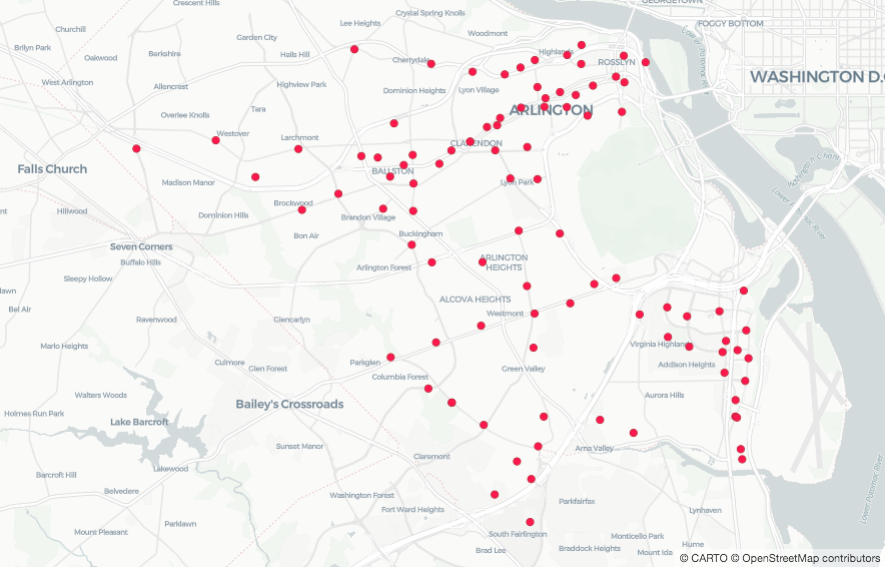 Crescent Hills
GEORGETOWN
Crystal Spring Knolls
Lee Heights
FOGGY BOTTOM
Churchill
Woodmont
Garden City
Brilyn Park
Berkshire
Halls Hill
Highlands
Oakwood
Cherrydale
ROSSLYN
WASHINGTON D.C
West Arlington
Allencrest
Highview Park
Dominion Heights
Lyon Village
Tara
ARLINGTON
Overlee Knolls
Westover
Larchmont
CLARENDON
Falls Church
BALLSTON
Madison Manor
Lyon Park
Brockwood
Hillwood
Dominion Hills
Brandon Village
Bon Air
Buckingham
Seven Corners
Buffalo Hills
ARLINGTON
HEIGHTS
Arlington Forest
Sleepy Hollow
ALCOVA HEIGHTS
Bel Air
Ravenwood
Glencarlyn
Westmont
Marlo Heights
Virginia Highlands
Culmore
Parkglen
Glen Forest
Addison Heights
Green Valley
Columbia Forest
Walters Woods
Aurora Hills
Bailey's Crossroads
Holmes Run Park
Lake Barcroft
Sunset Manor
Arna Valley
Claremont
Lakewood
Barcroft Hill
Belvedere
Washington Forest
Parkfairfax
Fort Ward Heights
Lynhaven
Parklawn
Mount Pleasant
South Fairlington
Monticello Park
Brad Lee
Braddock Heights
Mount Ida
Hume
Lower Potomac River
© CARTO © OpenStreetMap contributors